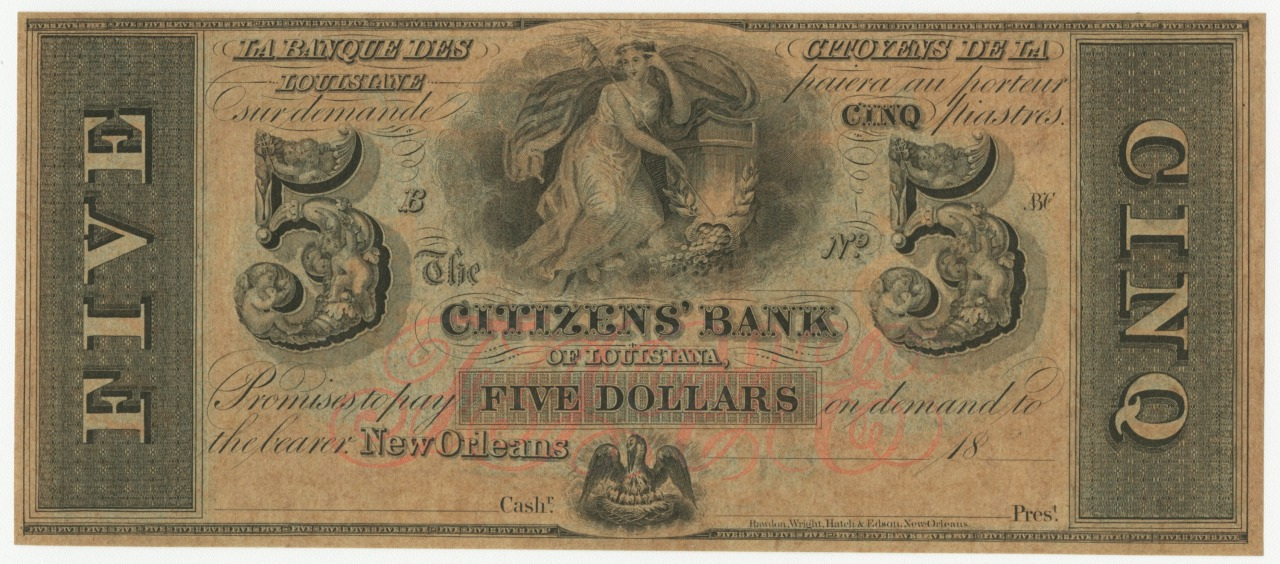 LA BANQUE DES CITOYENS DE LA
LOUISIANE paiera au porteur
sur demande CINQ piastres.
FIVE
CINQ
5
5
B
No.
The
CITIZENS' BANK
OF LOUISIANA,
Promises to pay FIVE DOLLARS on demand to
the bearer. New Orleans 18
Cashr.
Prest.
Rawdon, Wright, Hatch & Edson, New Orleans.